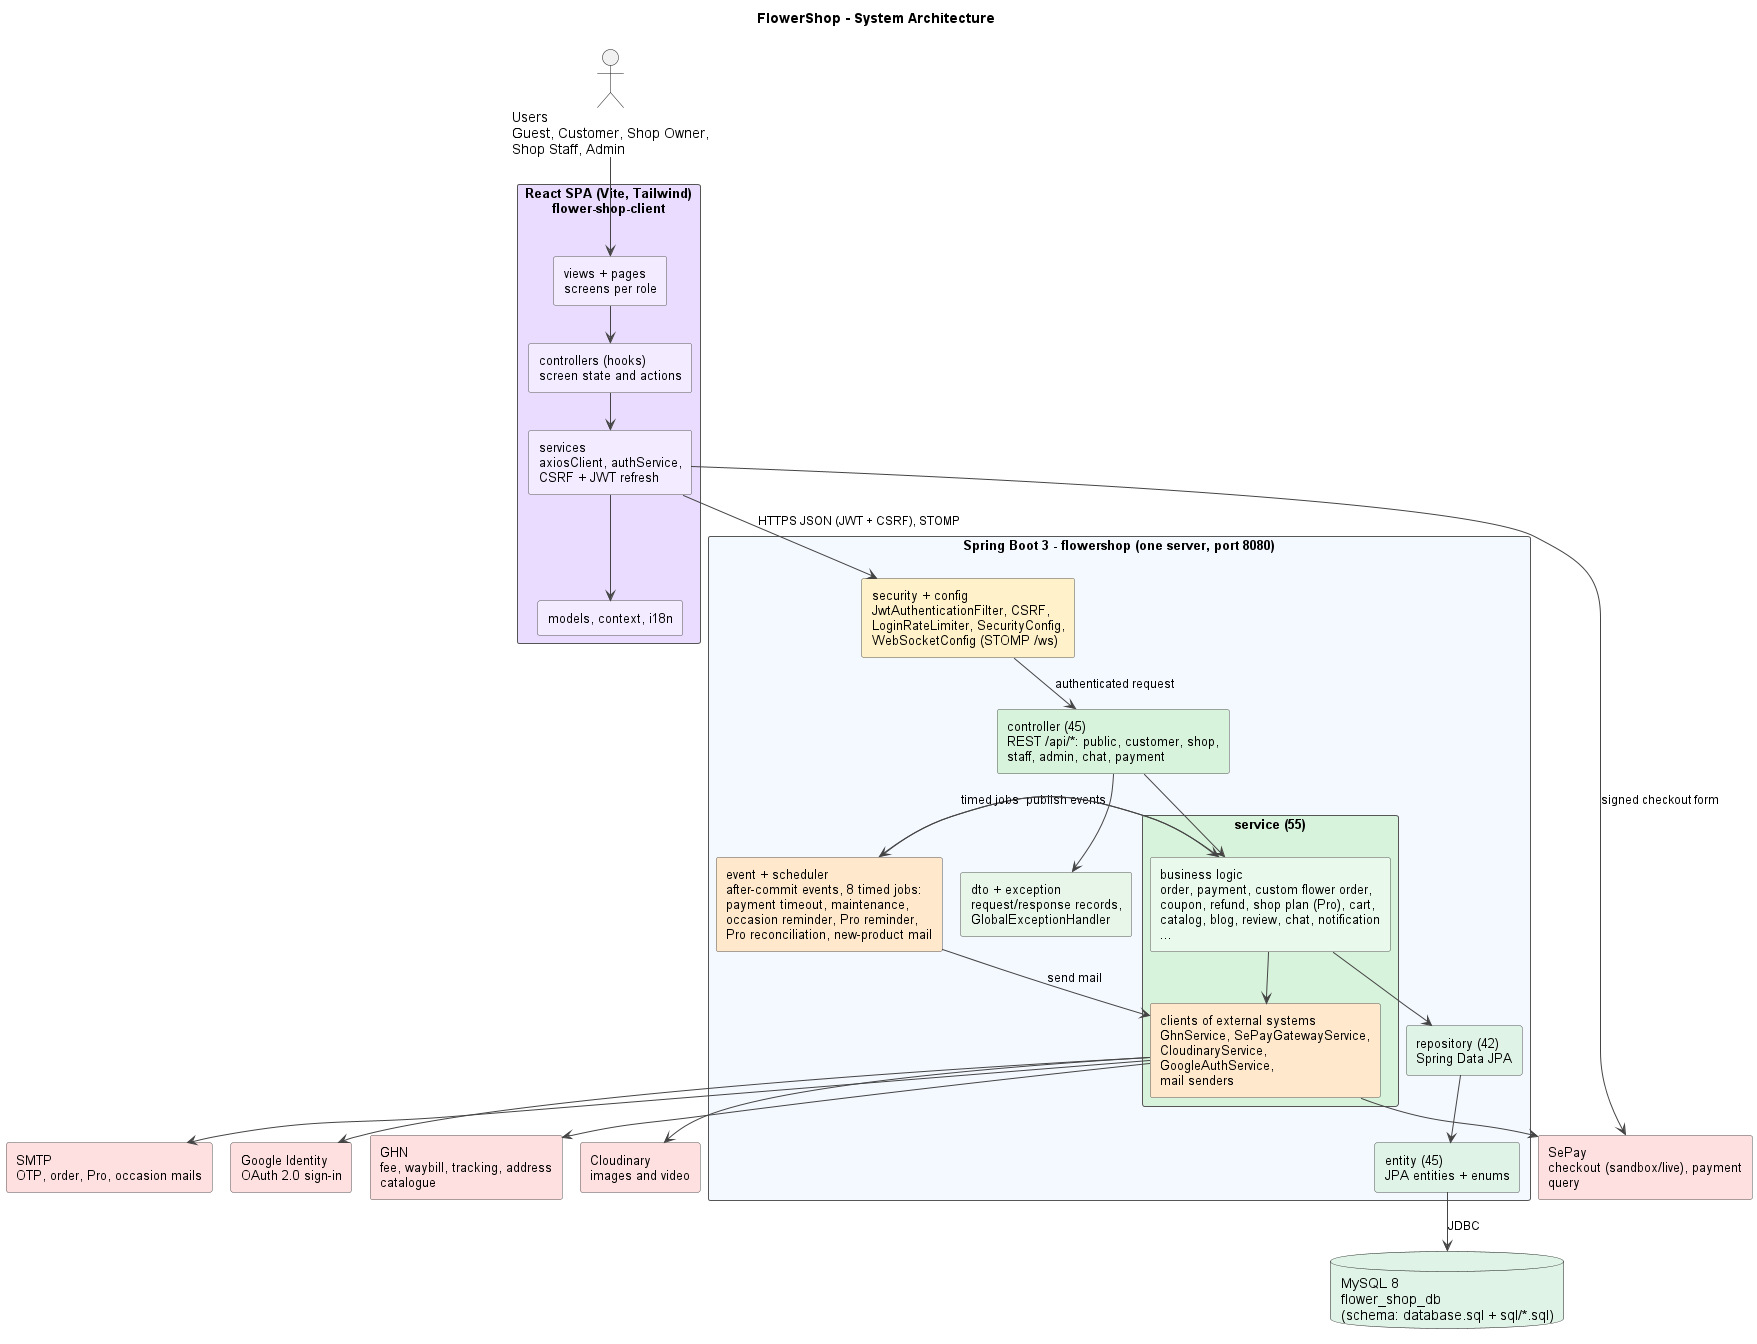 FlowerShop - System Architecture
Users
Guest, Customer, Shop Owner,
Shop Staff, Admin
React SPA (Vite, Tailwind)
flower-shop-client
views + pages
screens per role
controllers (hooks)
screen state and actions
services
axiosClient, authService,
CSRF + JWT refresh
models, context, i18n
HTTPS JSON (JWT + CSRF), STOMP
Spring Boot 3 - flowershop (one server, port 8080)
security + config
JwtAuthenticationFilter, CSRF,
LoginRateLimiter, SecurityConfig,
WebSocketConfig (STOMP /ws)
authenticated request
controller (45)
REST /api/*: public, customer, shop,
staff, admin, chat, payment
timed jobs
publish events
signed checkout form
service (55)
event + scheduler
after-commit events, 8 timed jobs:
payment timeout, maintenance,
occasion reminder, Pro reminder,
Pro reconciliation, new-product mail
dto + exception
request/response records,
GlobalExceptionHandler
business logic
order, payment, custom flower order,
coupon, refund, shop plan (Pro), cart,
catalog, blog, review, chat, notification
...
send mail
clients of external systems
GhnService, SePayGatewayService,
CloudinaryService,
GoogleAuthService,
mail senders
repository (42)
Spring Data JPA
SMTP
OTP, order, Pro, occasion mails
Google Identity
OAuth 2.0 sign-in
GHN
fee, waybill, tracking, address
catalogue
Cloudinary
images and video
entity (45)
JPA entities + enums
SePay
checkout (sandbox/live), payment
query
JDBC
MySQL 8
flower_shop_db
(schema: database.sql + sql/*.sql)